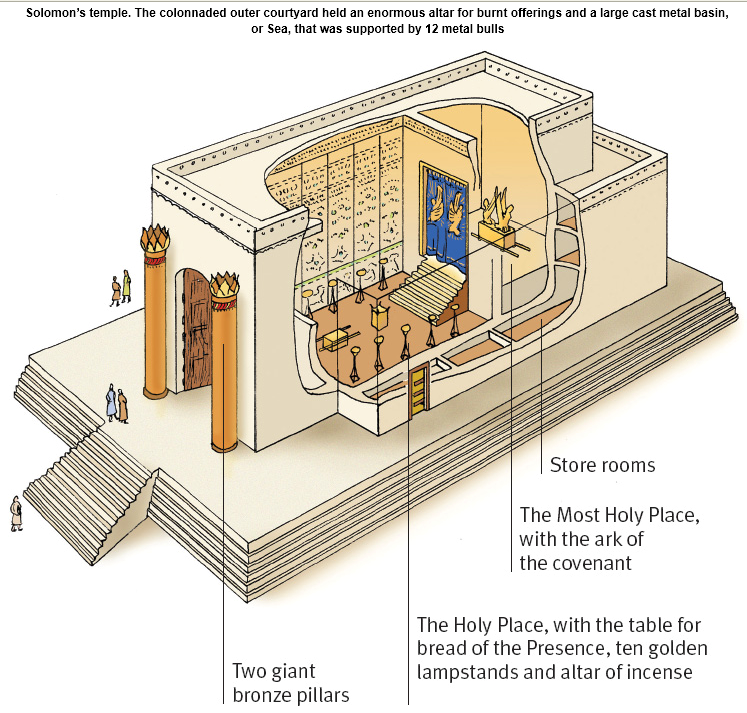 Solomon’s temple. The colonnaded outer courtyard held an enormous altar for burnt offerings and a large cast metal basin,
or Sea, that was supported by 12 metal bulls
Store rooms
The Most Holy Place,
with the ark of
the covenant
The Holy Place, with the table for
bread of the Presence, ten golden
lampstands and altar of incense
Two giant
bronze pillars